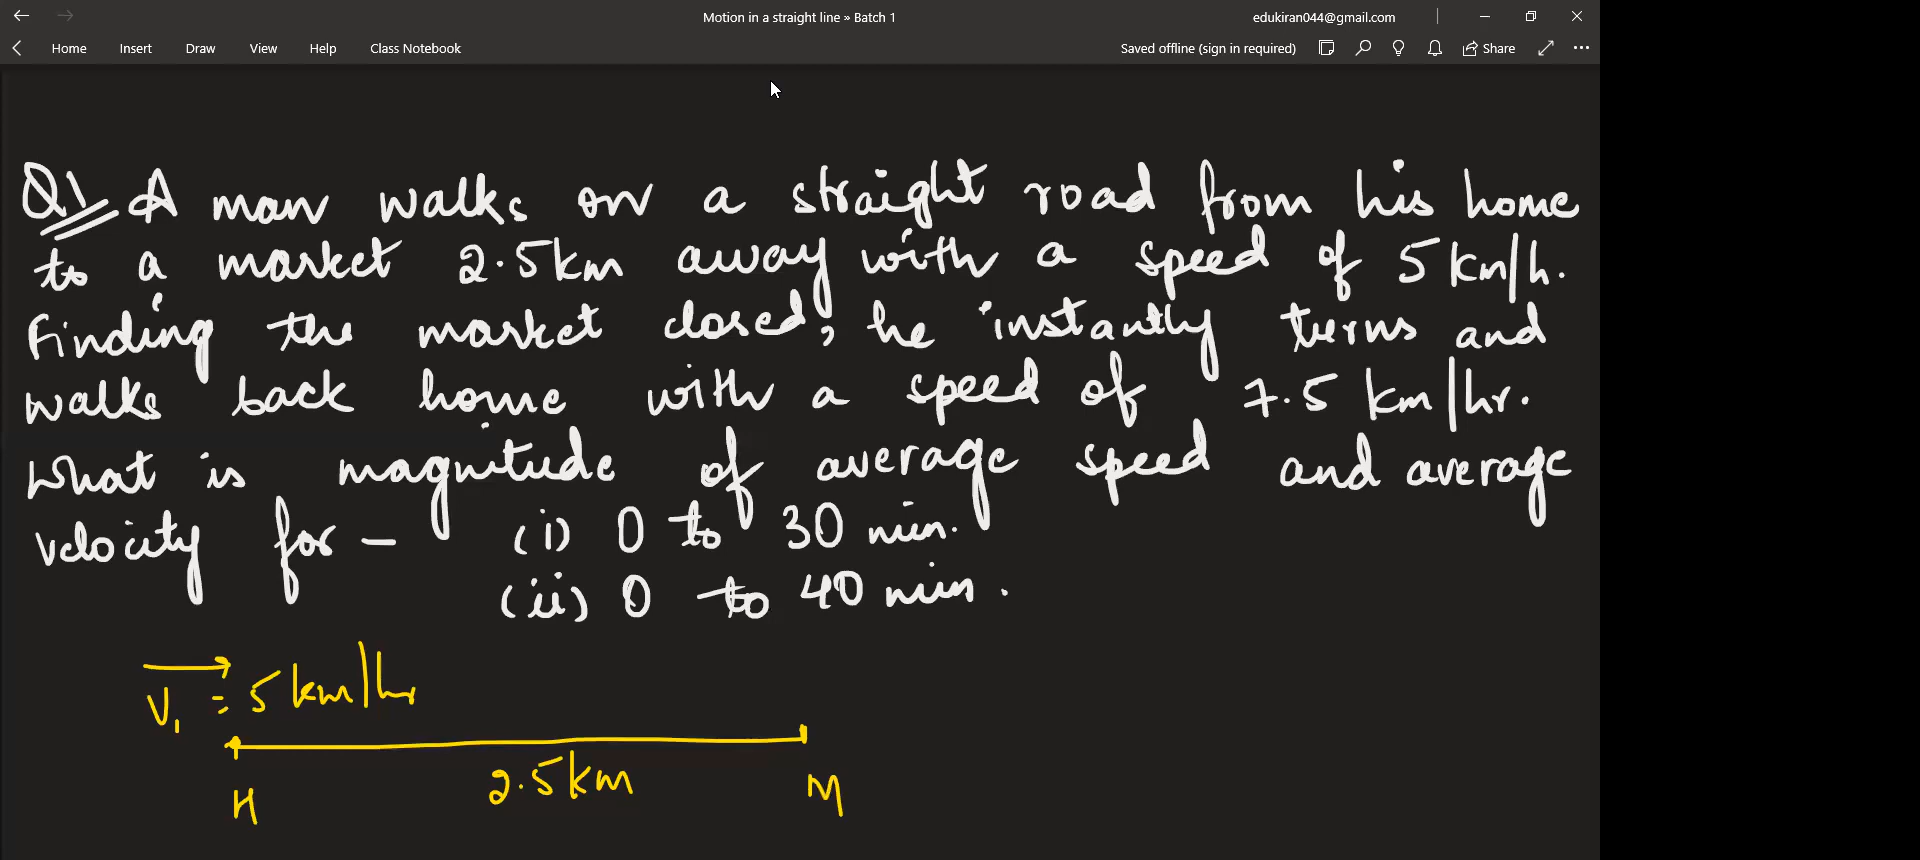 Motion in a straight line » Batch 1
edukiran044@gmail.com
Home Insert Draw View Help Class Notebook
Saved offline (sign in required) Share
Q1 A man walks on a straight road from his home
to a market 2.5km away with a speed of 5 km/h.
Finding the market closed, he instantly turns and
walks back home with a speed of 7.5 km/hr.
What is magnitude of average speed and average
velocity for - (i) 0 to 30 min.
(ii) 0 to 40 min.
V₁ = 5 km/hr
2.5km
H M